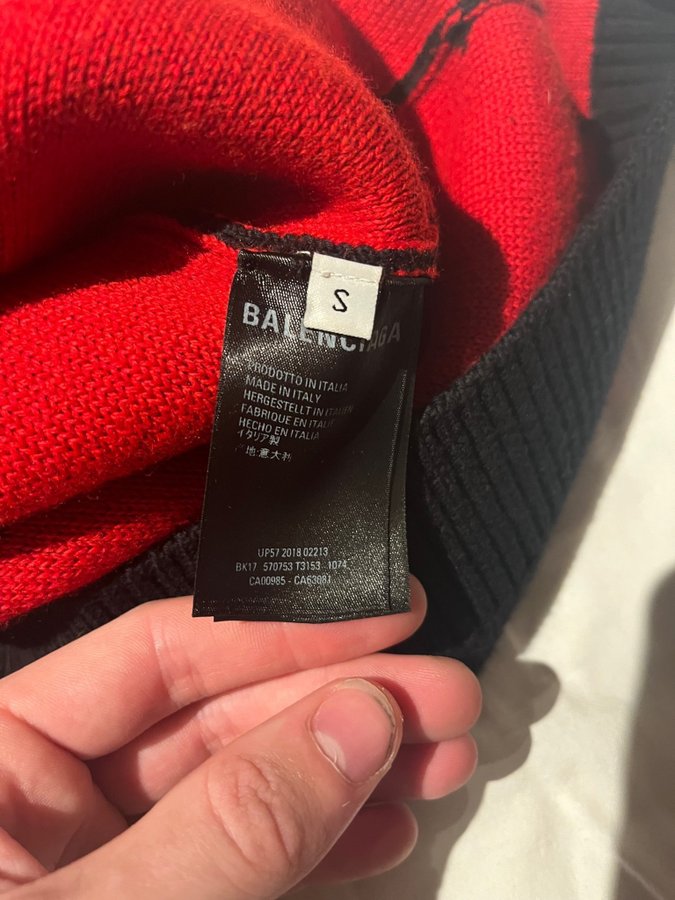 S
BALENCIAGA
PRODOTTO IN ITALIA
MADE IN ITALY
HERGESTELLT IN ITALIEN
FABRIQUE EN ITALIE
HECHO EN ITALIA
イタリア製
地意大利
UP57 2018 02213
BK17 570753 T3153 1074
CA00985 - CA63081